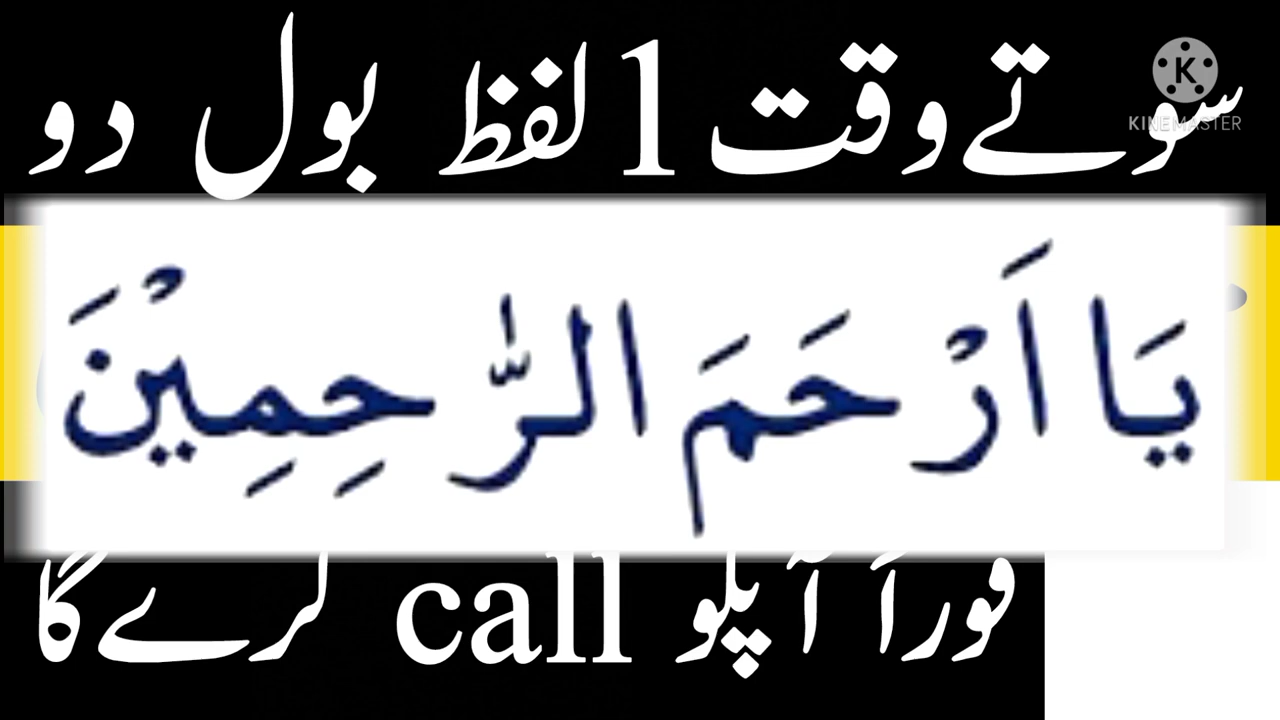 سوتے وقت 1 لفظ بول دو
K
KINEMASTER
يَا اَرْحَمَ الرّٰحِمِيْنَ
فوراً آپکو call کرے گا